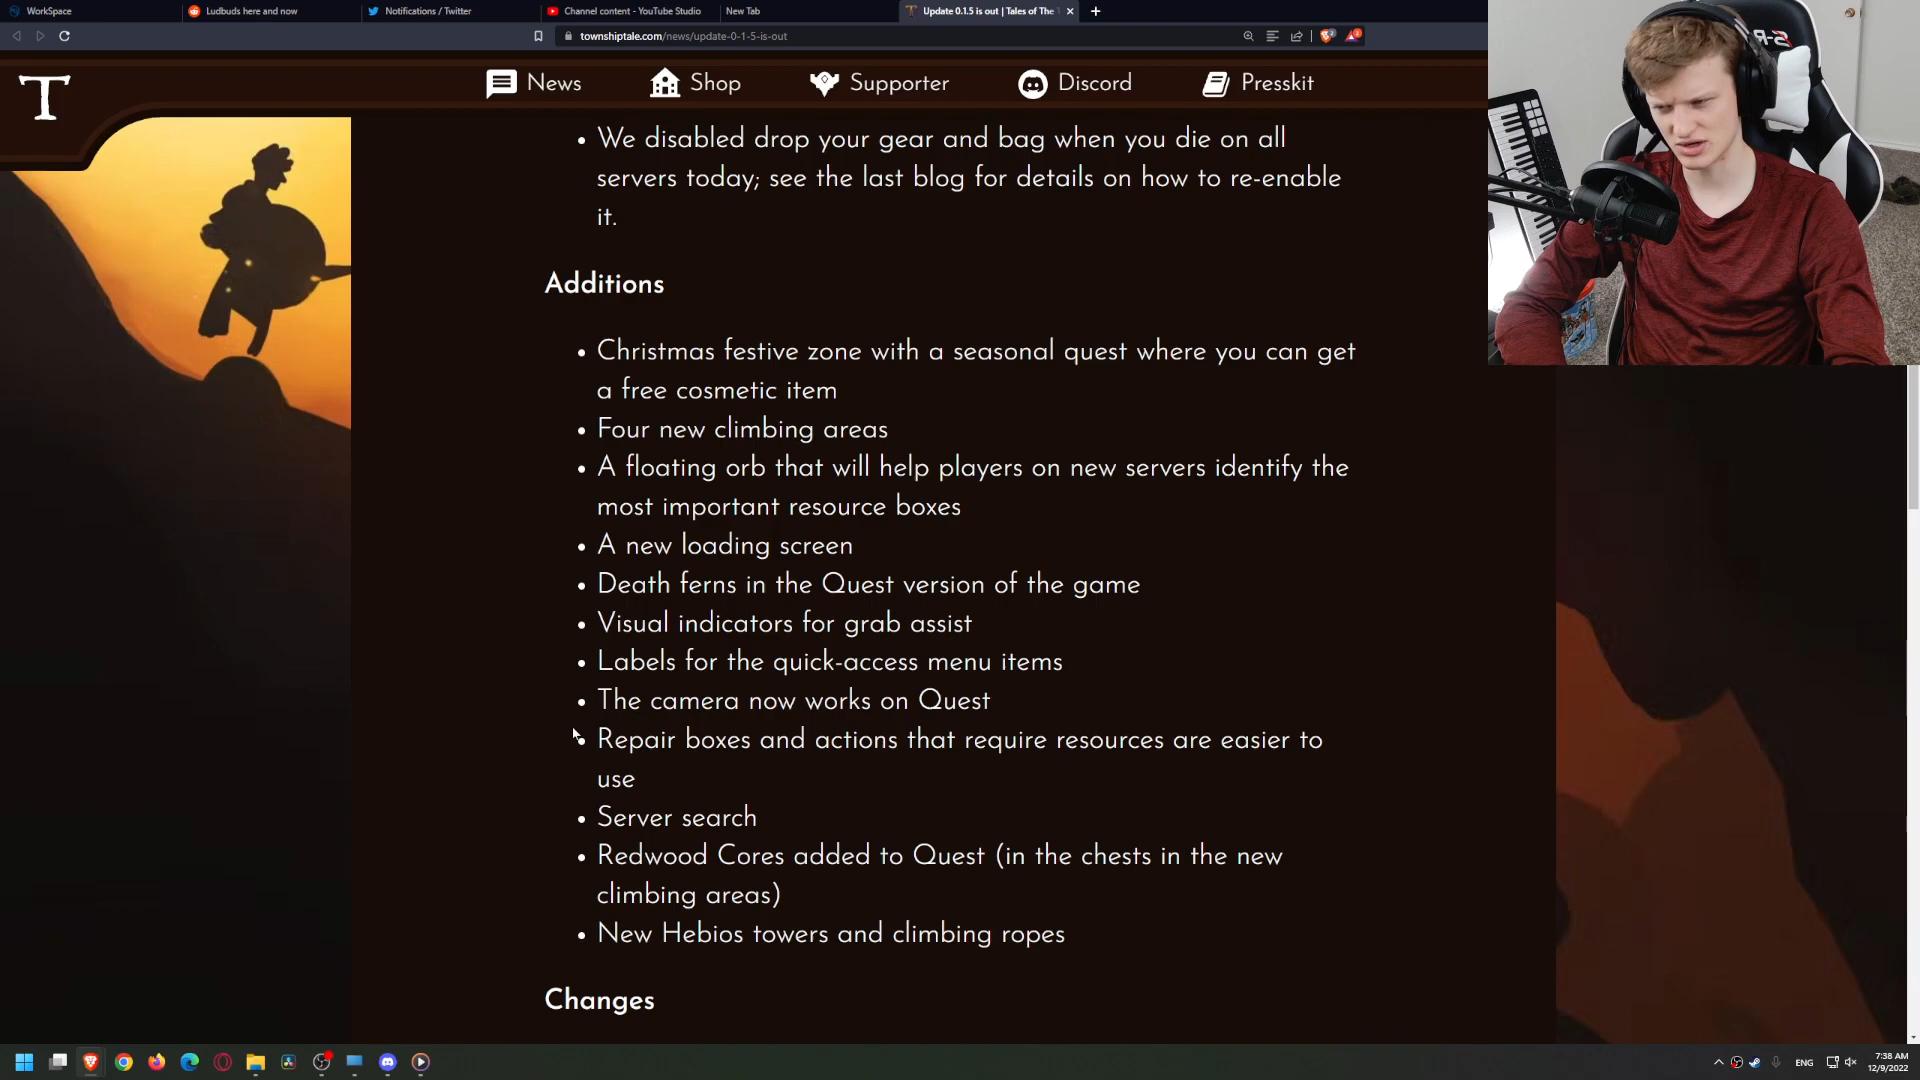 WorkSpace
Ludbuds here and now
Notifications / Twitter
Channel content - YouTube Studio
New Tab
Update 0.1.5 is out | Tales of The
townshiptale.com/news/update-0-1-5-is-out
T
News
Shop
Supporter
Discord
Presskit
• We disabled drop your gear and bag when you die on all
servers today; see the last blog for details on how to re-enable
it.
Additions
• Christmas festive zone with a seasonal quest where you can get
a free cosmetic item
• Four new climbing areas
• A floating orb that will help players on new servers identify the
most important resource boxes
• A new loading screen
• Death ferns in the Quest version of the game
• Visual indicators for grab assist
• Labels for the quick-access menu items
• The camera now works on Quest
• Repair boxes and actions that require resources are easier to
use
• Server search
• Redwood Cores added to Quest (in the chests in the new
climbing areas)
• New Hebios towers and climbing ropes
Changes
ENG
7:38 AM
12/9/2022